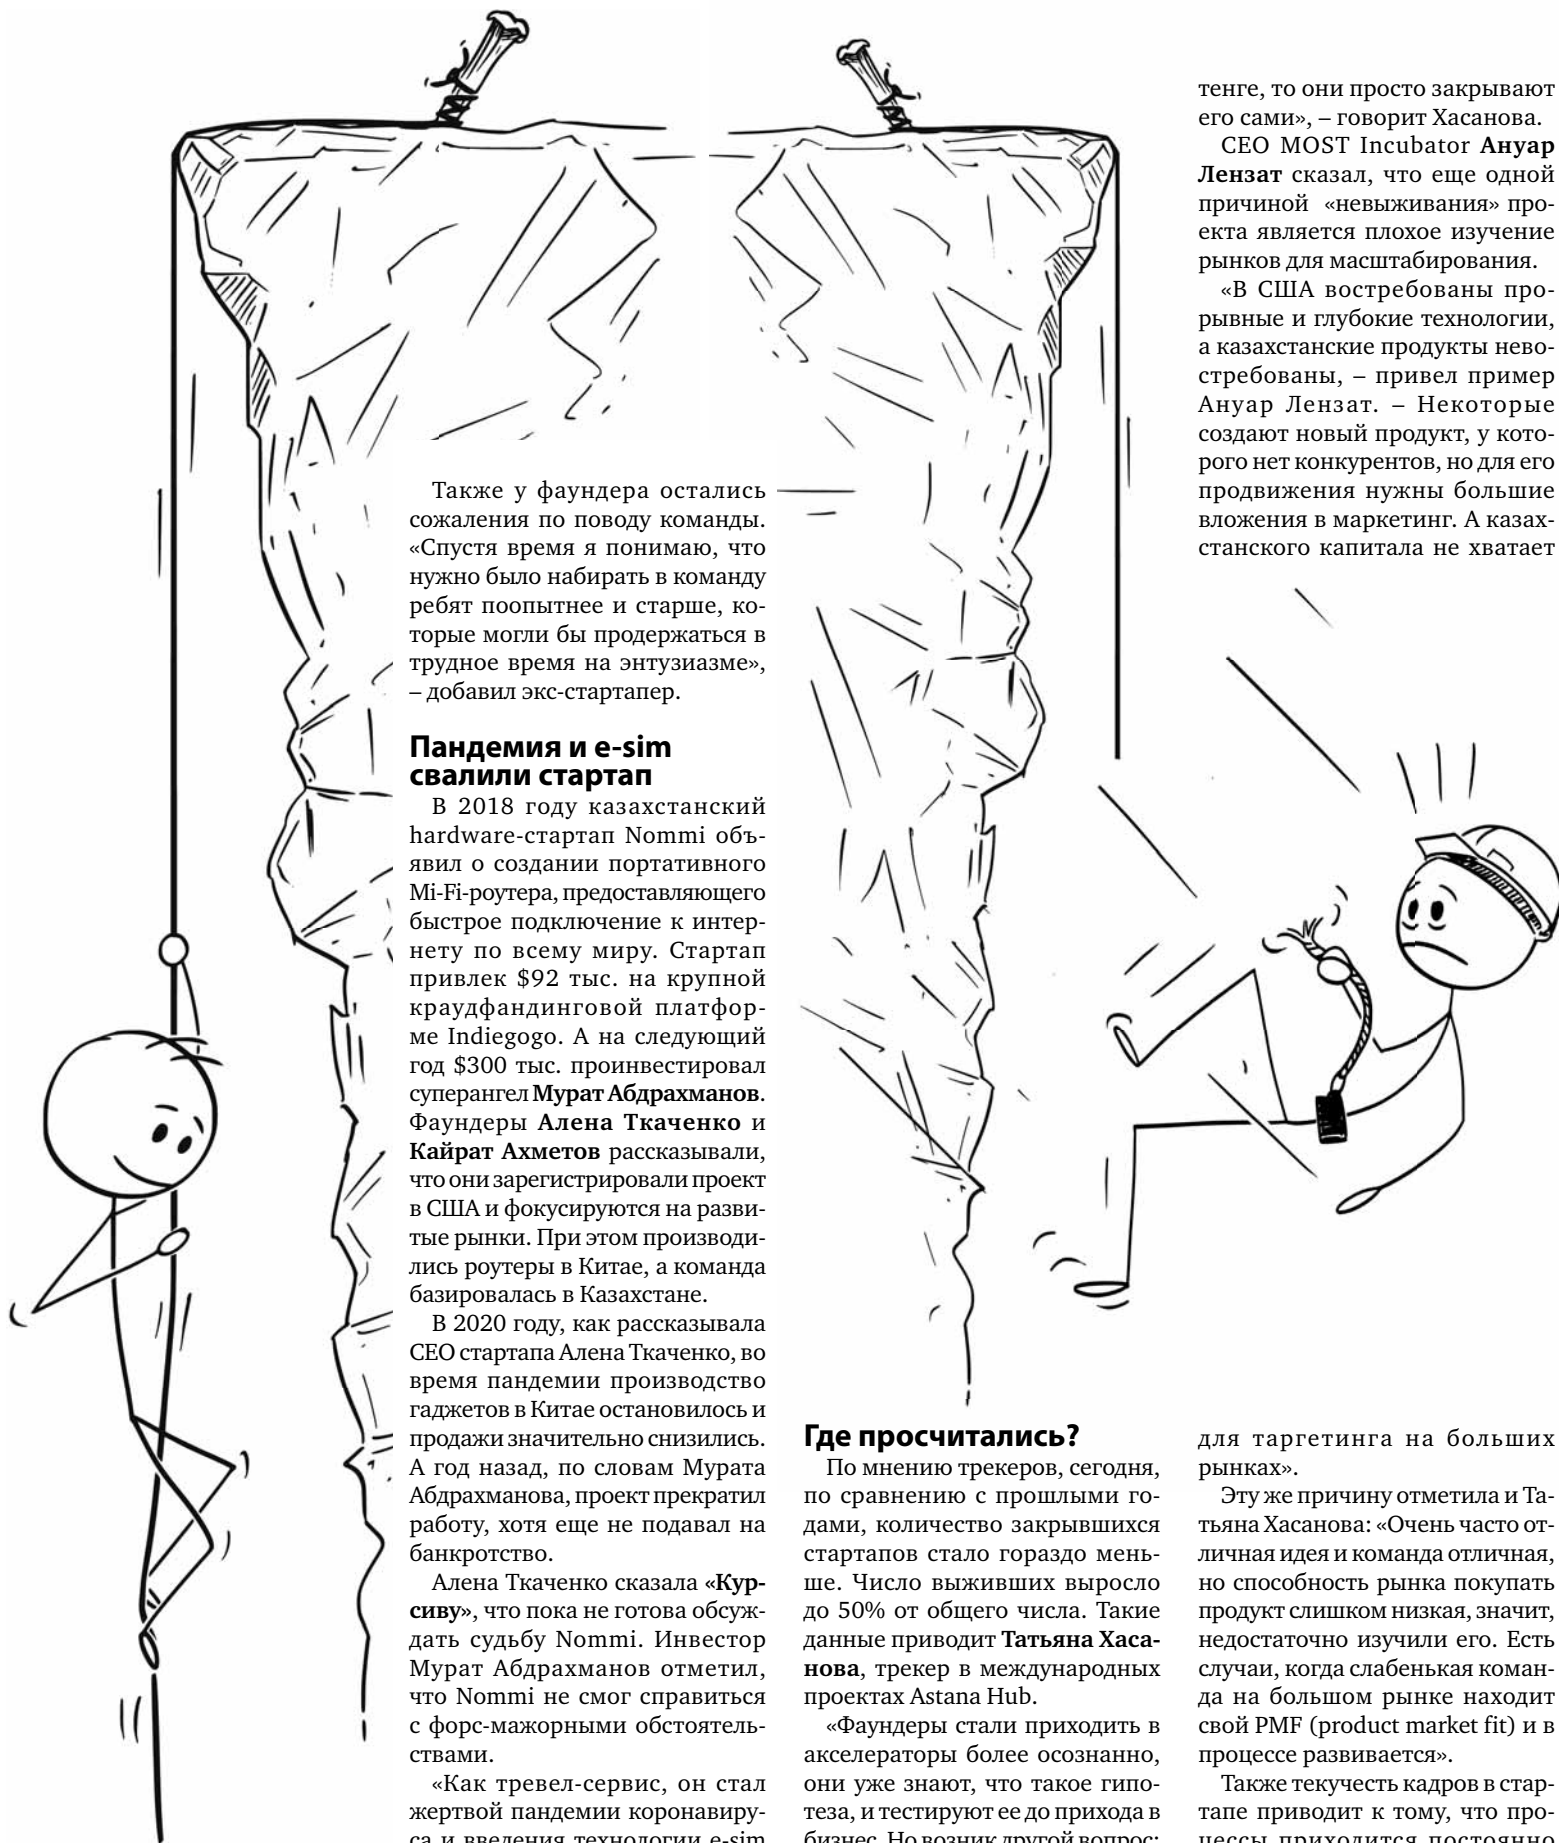 Также у фаундера остались
сожаления по поводу команды.
«Спустя время я понимаю, что
нужно было набирать в команду
ребят поопытнее и старше, ко-
торые могли бы продержаться в
трудное время на энтузиазме»,
– добавил экс-стартапер.
Пандемия и e-sim
свалили стартап
В 2018 году казахстанский
hardware-стартап Nommi объ-
явил о создании портативного
Mi-Fi-роутера, предоставляющего
быстрое подключение к интер-
нету по всему миру. Стартап
привлек $92 тыс. на крупной
краудфандинговой платфор-
ме Indiegogo. А на следующий
год $300 тыс. проинвестировал
суперангел Мурат Абдрахманов.
Фаундеры Алена Ткаченко и
Кайрат Ахметов рассказывали,
что они зарегистрировали проект
в США и фокусируются на разви-
тые рынки. При этом производи-
лись роутеры в Китае, а команда
базировалась в Казахстане.
В 2020 году, как рассказывала
CEO стартапа Алена Ткаченко, во
время пандемии производство
гаджетов в Китае остановилось и
продажи значительно снизились.
А год назад, по словам Мурата
Абдрахманова, проект прекратил
работу, хотя еще не подавал на
банкротство.
Алена Ткаченко сказала «Кур-
сиву», что пока не готова обсуж-
дать судьбу Nommi. Инвестор
Мурат Абдрахманов отметил,
что Nommi не смог справиться
с форс-мажорными обстоятель-
ствами.
«Как тревел-сервис, он стал
жертвой пандемии коронавиру-
са и введения технологии e-sim
Где просчитались?
По мнению трекеров, сегодня,
по сравнению с прошлыми го-
дами, количество закрывшихся
стартапов стало гораздо мень-
ше. Число выживших выросло
до 50% от общего числа. Такие
данные приводит Татьяна Хаса-
нова, трекер в международных
проектах Astana Hub.
«Фаундеры стали приходить в
акселераторы более осознанно,
они уже знают, что такое гипо-
теза, и тестируют ее до прихода в
бизнес. Но возник другой вопрос:
тенге, то они просто закрывают
его сами», – говорит Хасанова.
CEO MOST Incubator Ануар
Лензат сказал, что еще одной
причиной «невыживания» про-
екта является плохое изучение
рынков для масштабирования.
«В США востребованы про-
рывные и глубокие технологии,
а казахстанские продукты нево-
стребованы, – привел пример
Ануар Лензат. – Некоторые
создают новый продукт, у кото-
рого нет конкурентов, но для его
продвижения нужны большие
вложения в маркетинг. А казах-
станского капитала не хватает
для таргетинга на больших
рынках».
Эту же причину отметила и Та-
тьяна Хасанова: «Очень часто от-
личная идея и команда отличная,
но способность рынка покупать
продукт слишком низкая, значит,
недостаточно изучили его. Есть
случаи, когда слабенькая коман-
да на большом рынке находит
свой PMF (product market fit) и в
процессе развивается».
Также текучесть кадров в стар-
тапе приводит к тому, что про-
цессы приходится постоянно